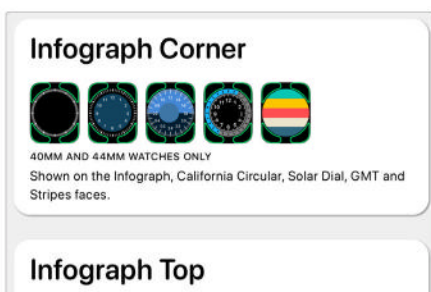 Infograph Corner
40MM AND 44MM WATCHES ONLY
Shown on the Infograph, California Circular, Solar Dial, GMT and
Stripes faces.
Infograph Top